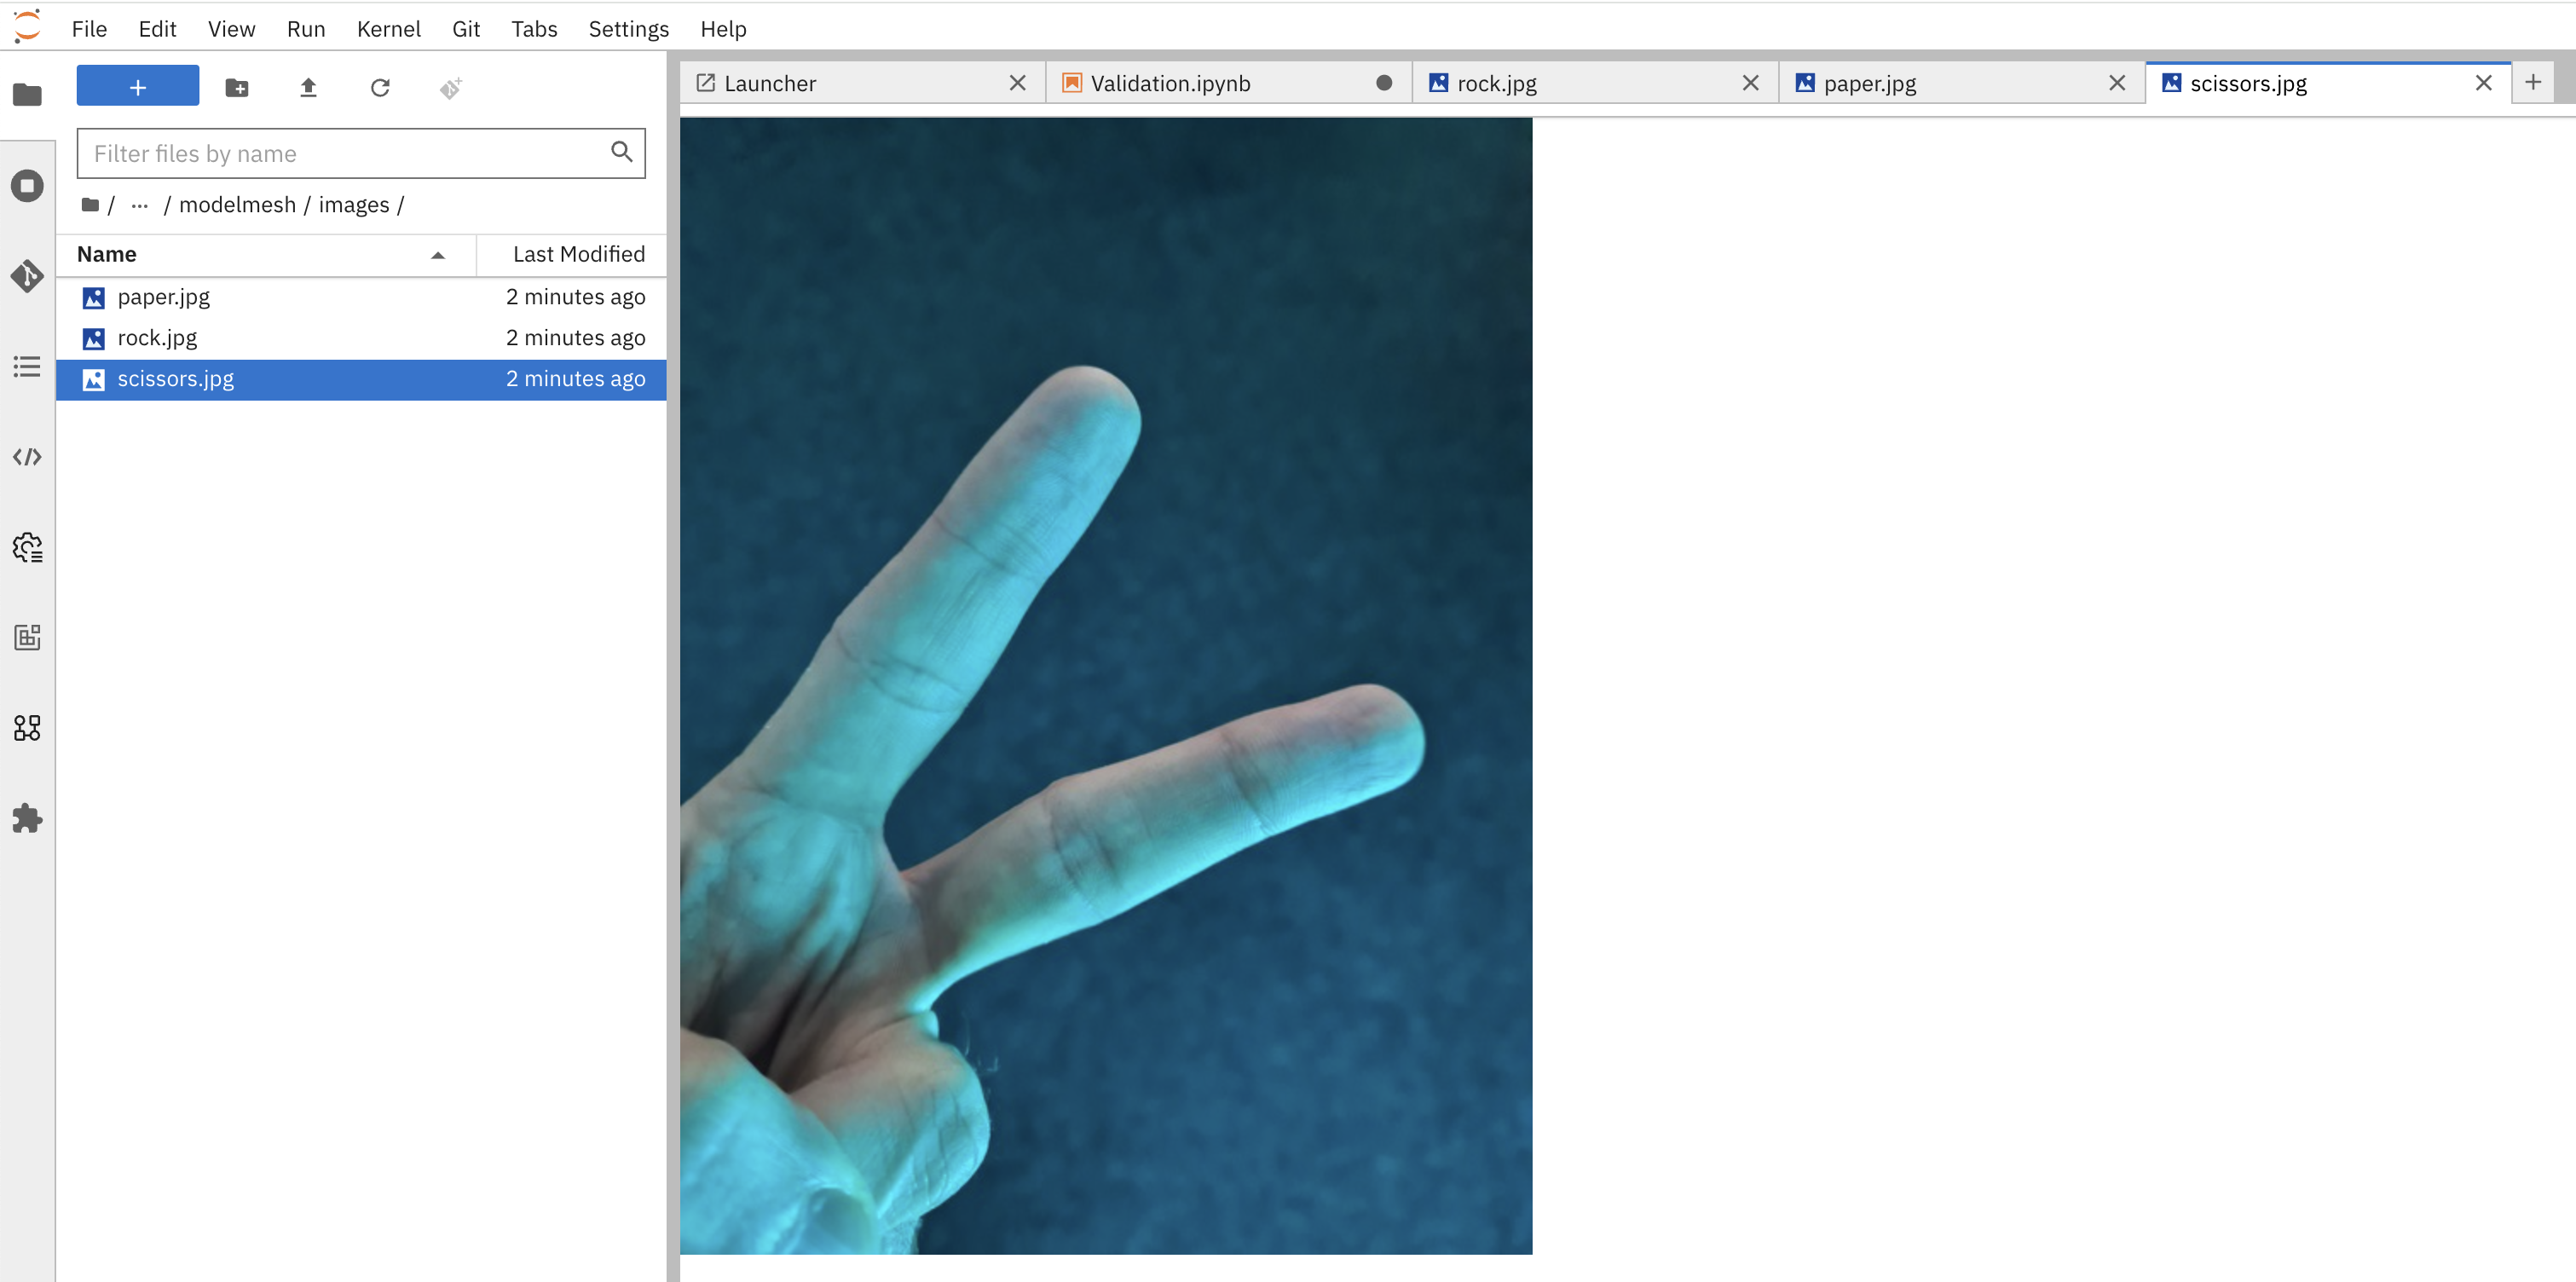 File Edit View Run Kernel Git Tabs Settings Help
Launcher Validation.ipynb rock.jpg paper.jpg scissors.jpg
Filter files by name
/ ... / modelmesh / images /
Name Last Modified
paper.jpg 2 minutes ago
rock.jpg 2 minutes ago
scissors.jpg 2 minutes ago